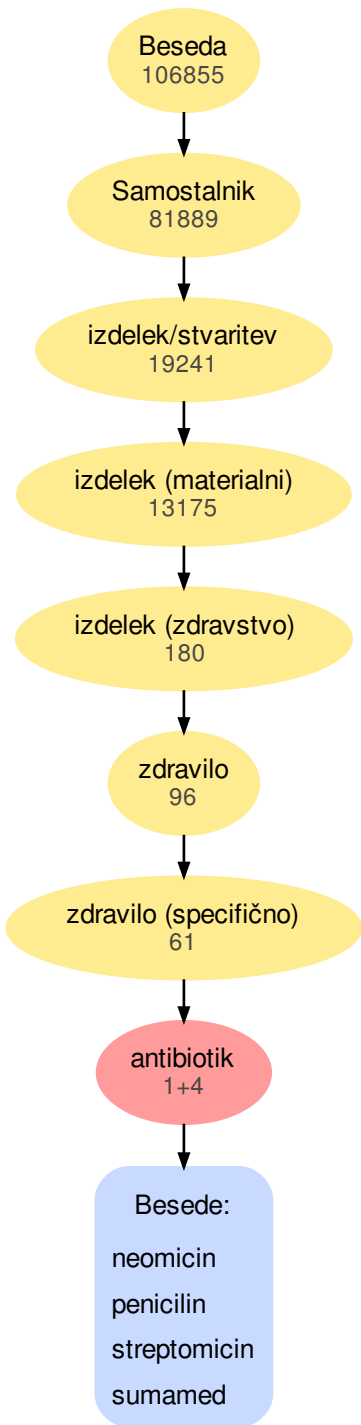 Beseda
106855
Samostalnik
81889
izdelek/stvaritev
19241
izdelek (materialni)
13175
izdelek (zdravstvo)
180
zdravilo
96
zdravilo (specifično)
61
antibiotik
1+4
Besede:
neomicin
penicilin
streptomicin
sumamed